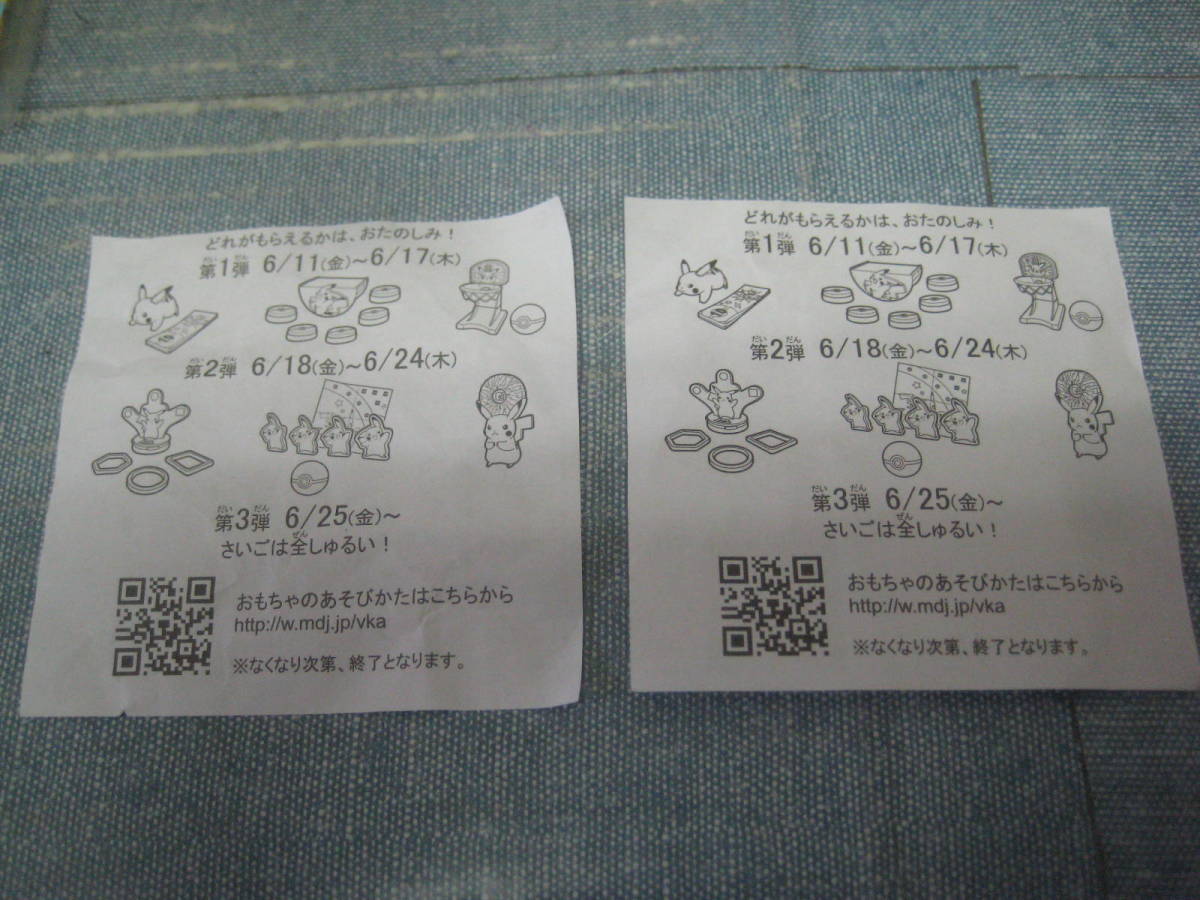 どれがもらえるかは、おたのしみ！
第1弾 6/11(金)～6/17(木)
第2弾 6/18(金)～6/24(木)
第3弾 6/25(金)～
さいごは全しゅるい！
おもちゃのあそびかたはこちらから
http://w.mdj.jp/vka
※なくなり次第、終了となります。
どれがもらえるかは、おたのしみ！
第1弾 6/11(金)～6/17(木)
第2弾 6/18(金)～6/24(木)
第3弾 6/25(金)～
さいごは全しゅるい！
おもちゃのあそびかたはこちらから
http://w.mdj.jp/vka
※なくなり次第、終了となります。